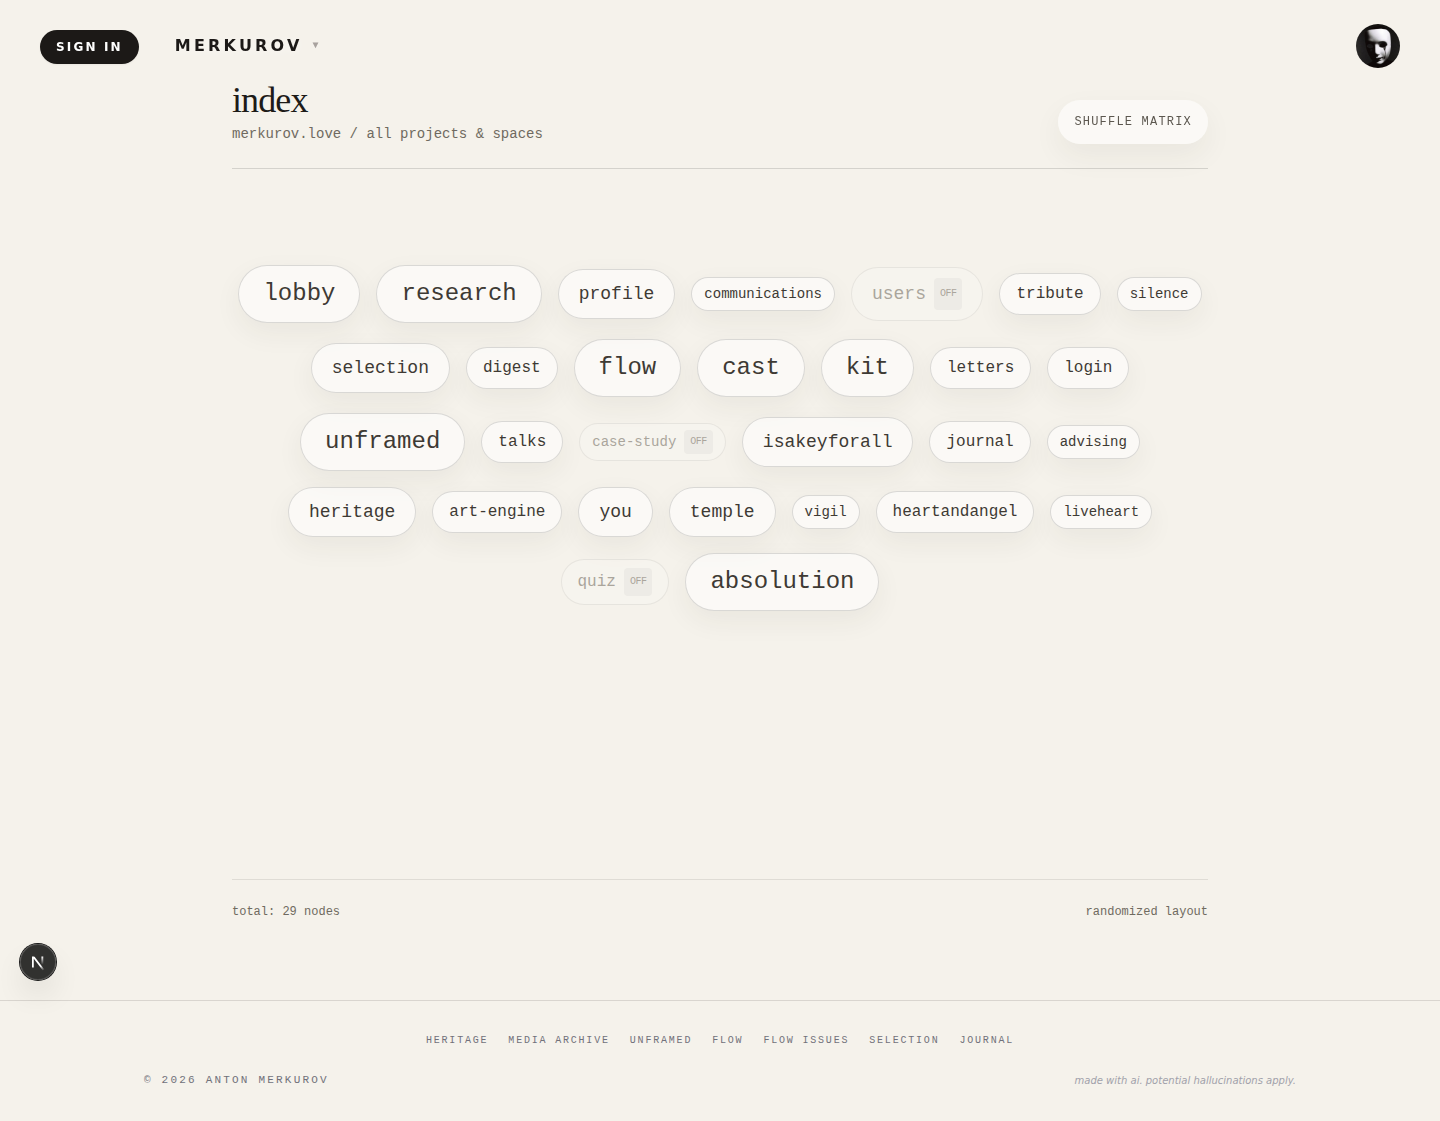 SIGN IN
MERKUROV ▼
index
merkurov.love / all projects & spaces
SHUFFLE MATRIX
lobby research profile communications users OFF tribute silence
selection digest flow cast kit letters login
unframed talks case-study OFF isakeyforall journal advising
heritage art-engine you temple vigil heartandangel liveheart
quiz OFF absolution
total: 29 nodes
randomized layout
N
HERITAGE MEDIA ARCHIVE UNFRAMED FLOW FLOW ISSUES SELECTION JOURNAL
© 2026 ANTON MERKUROV
made with ai. potential hallucinations apply.